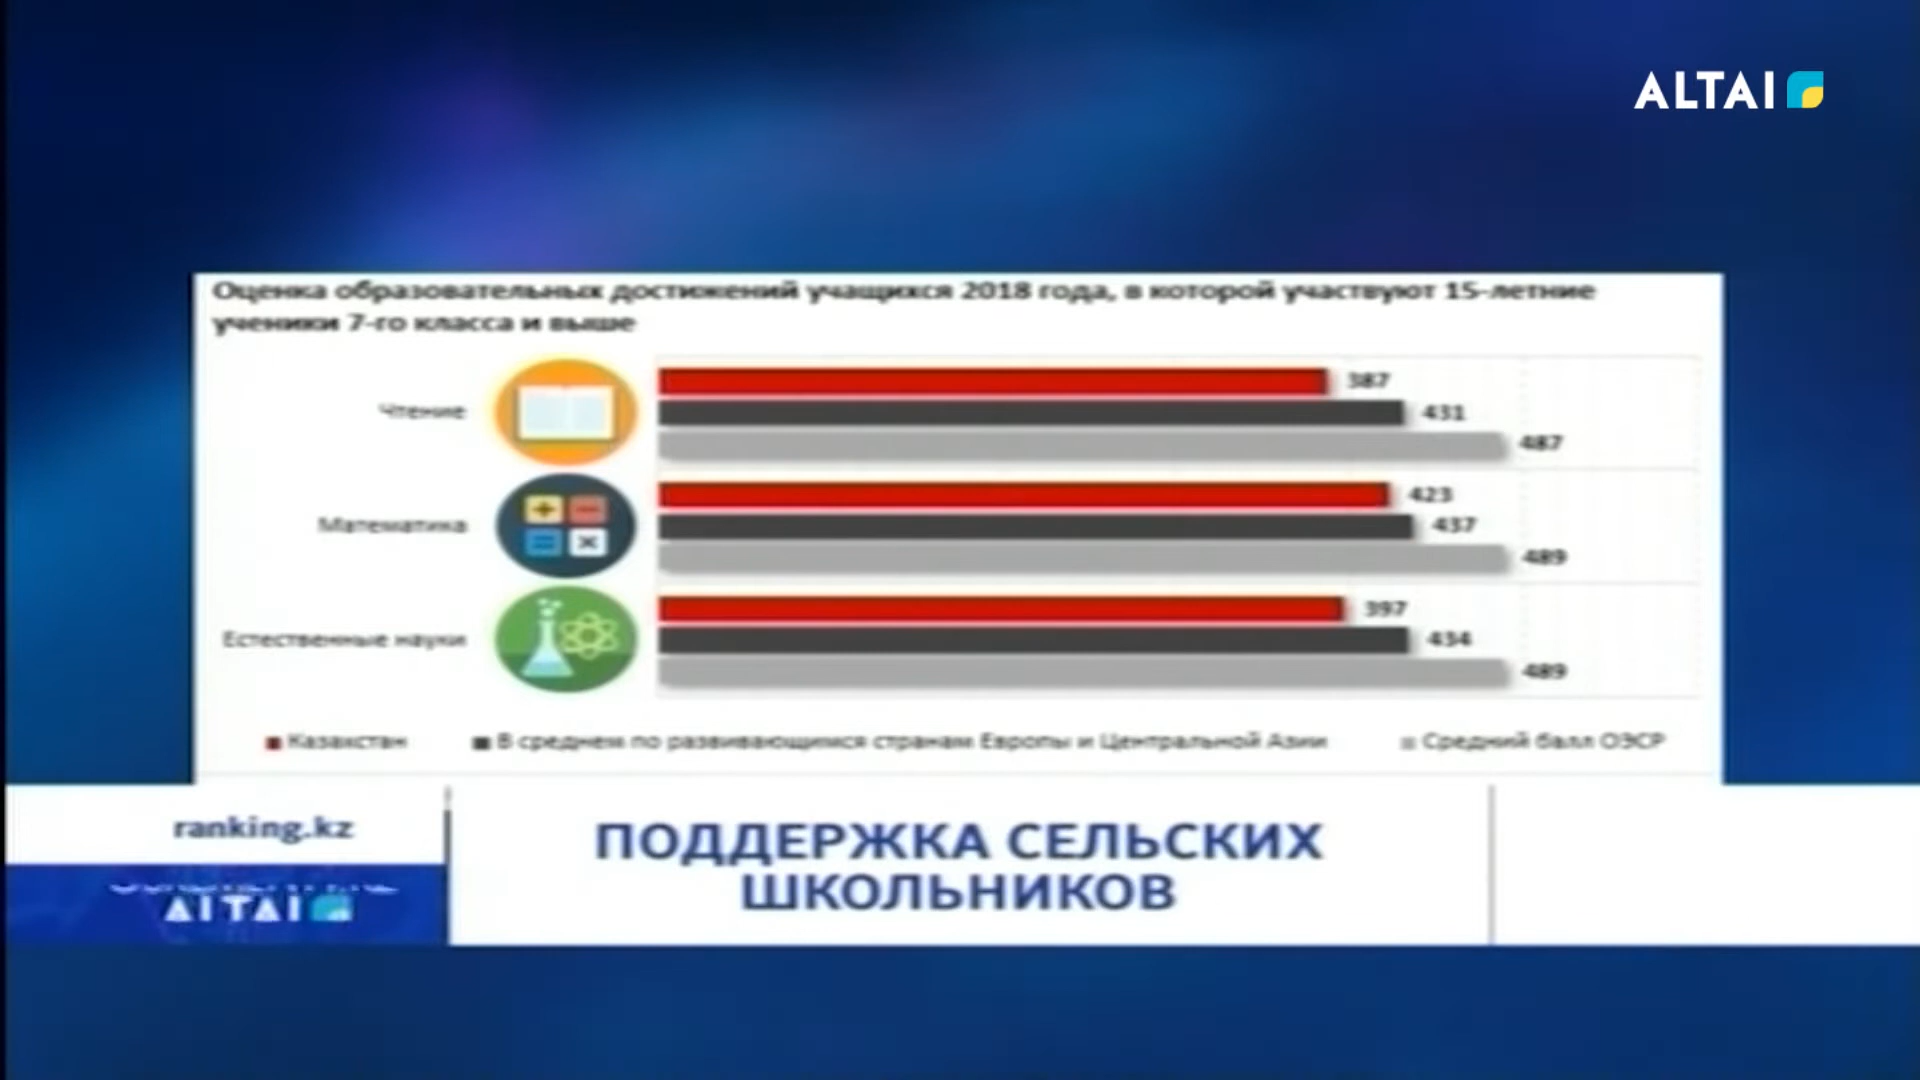 ALTAI
Оценка образовательных достижений учащихся 2018 года, в которой участвуют 15-летние
ученики 7-го класса и выше
Чтение
387
431
487
Математика
423
437
489
Естественные науки
397
434
489
Казахстан
В среднем по развивающимся странам Европы и Центральной Азии
Средний балл ОЭСР
ranking.kz
ПОДДЕРЖКА СЕЛЬСКИХ
ШКОЛЬНИКОВ
ALTAI